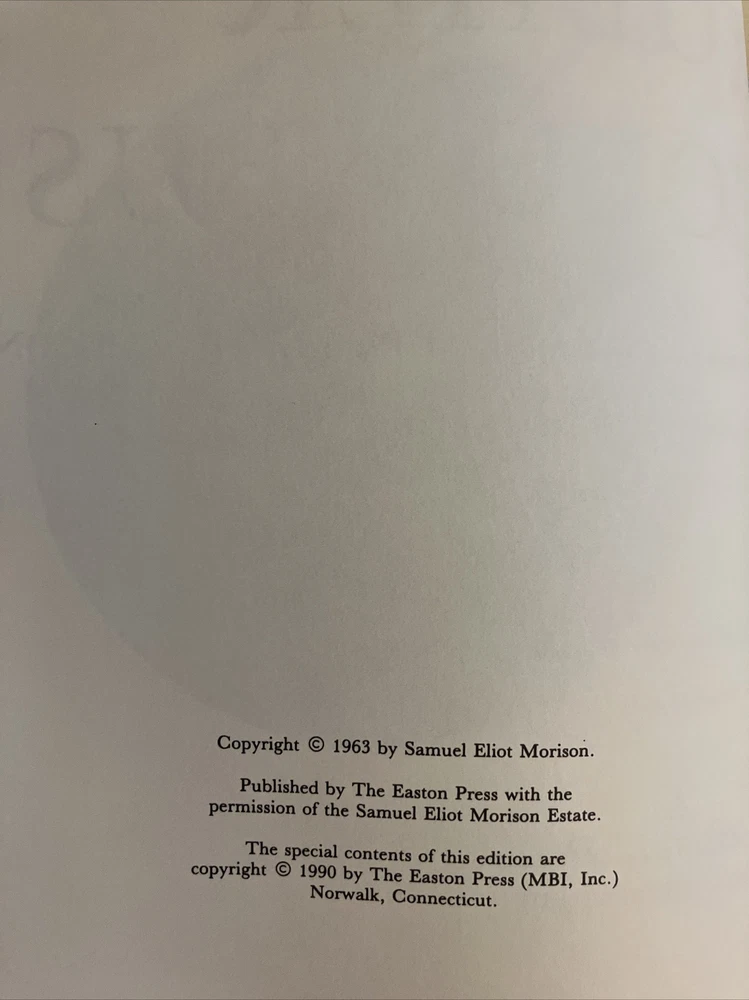 Copyright © 1963 by Samuel Eliot Morison.
Published by The Easton Press with the
permission of the Samuel Eliot Morison Estate.
The special contents of this edition are
copyright © 1990 by The Easton Press (MBI, Inc.)
Norwalk, Connecticut.